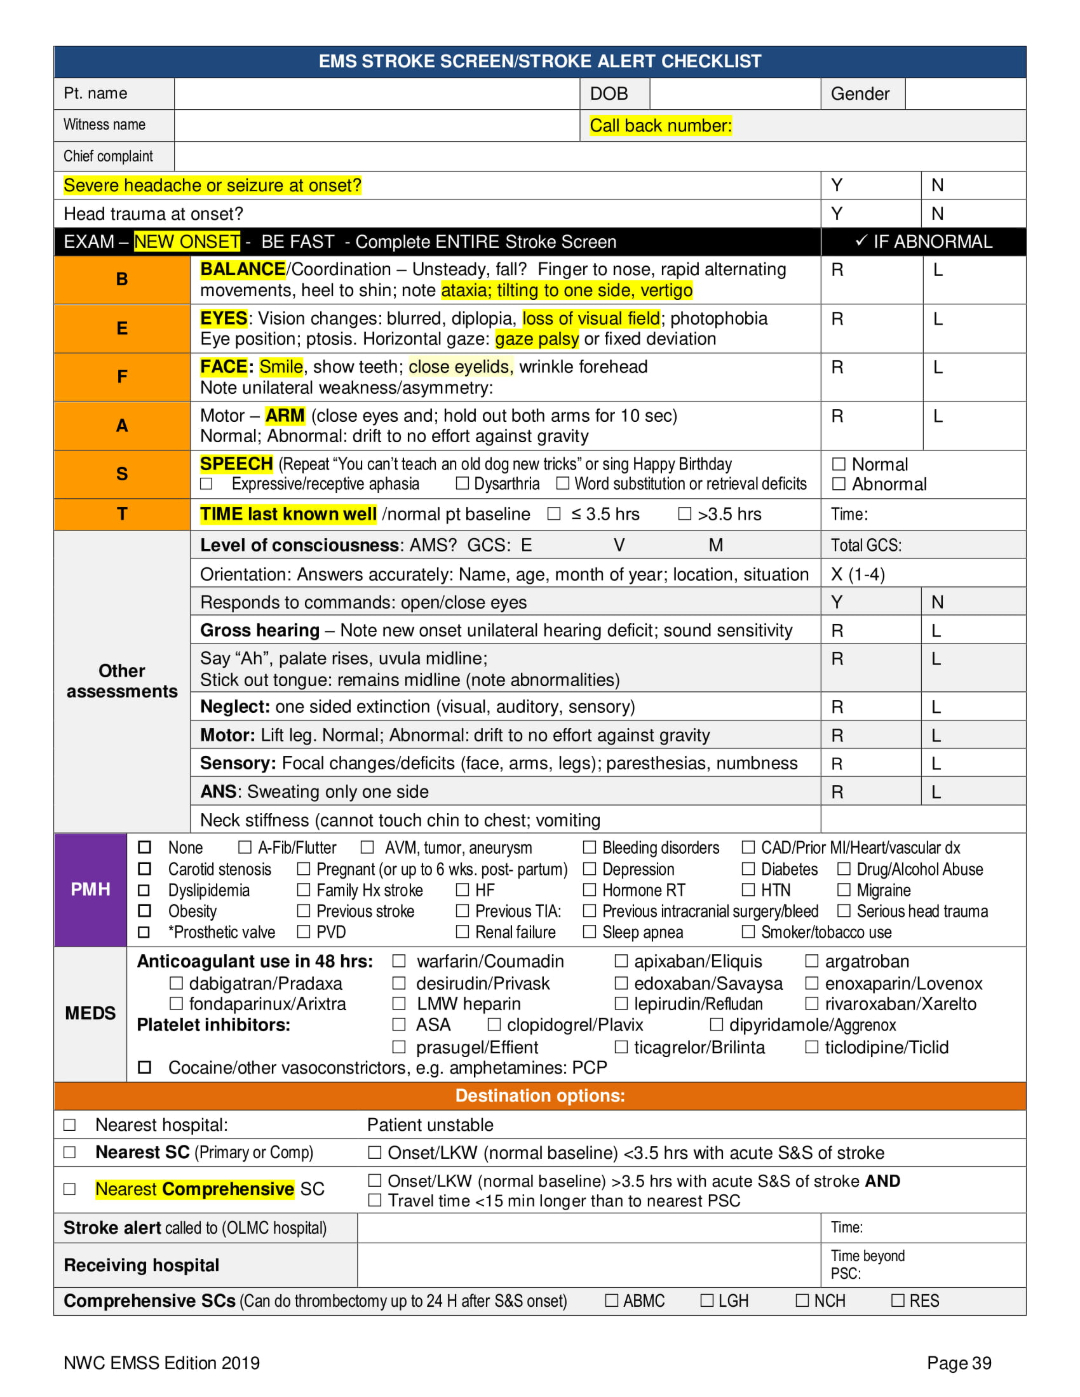 EMS STROKE SCREEN/STROKE ALERT CHECKLIST
Pt. name DOB Gender
Witness name Call back number:
Chief complaint
Severe headache or seizure at onset? Y N
Head trauma at onset? Y N
EXAM – NEW ONSET - BE FAST - Complete ENTIRE Stroke Screen ✓ IF ABNORMAL
B BALANCE/Coordination – Unsteady, fall? Finger to nose, rapid alternating R L
movements, heel to shin; note ataxia; tilting to one side, vertigo
E EYES: Vision changes: blurred, diplopia, loss of visual field; photophobia R L
Eye position; ptosis. Horizontal gaze: gaze palsy or fixed deviation
F FACE: Smile, show teeth; close eyelids, wrinkle forehead R L
Note unilateral weakness/asymmetry:
A Motor – ARM (close eyes and; hold out both arms for 10 sec) R L
Normal; Abnormal: drift to no effort against gravity
S SPEECH (Repeat “You can’t teach an old dog new tricks” or sing Happy Birthday ☐ Normal
☐ Expressive/receptive aphasia ☐ Dysarthria ☐ Word substitution or retrieval deficits ☐ Abnormal
T TIME last known well /normal pt baseline ☐ ≤ 3.5 hrs ☐ >3.5 hrs Time:
Other assessments
Level of consciousness: AMS? GCS: E V M Total GCS:
Orientation: Answers accurately: Name, age, month of year; location, situation X (1-4)
Responds to commands: open/close eyes Y N
Gross hearing – Note new onset unilateral hearing deficit; sound sensitivity R L
Say “Ah”, palate rises, uvula midline; R L
Stick out tongue: remains midline (note abnormalities)
Neglect: one sided extinction (visual, auditory, sensory) R L
Motor: Lift leg. Normal; Abnormal: drift to no effort against gravity R L
Sensory: Focal changes/deficits (face, arms, legs); paresthesias, numbness R L
ANS: Sweating only one side R L
Neck stiffness (cannot touch chin to chest; vomiting
PMH
☐ None ☐ A-Fib/Flutter ☐ AVM, tumor, aneurysm ☐ Bleeding disorders ☐ CAD/Prior MI/Heart/vascular dx
☐ Carotid stenosis ☐ Pregnant (or up to 6 wks. post- partum) ☐ Depression ☐ Diabetes ☐ Drug/Alcohol Abuse
☐ Dyslipidemia ☐ Family Hx stroke ☐ HF ☐ Hormone RT ☐ HTN ☐ Migraine
☐ Obesity ☐ Previous stroke ☐ Previous TIA: ☐ Previous intracranial surgery/bleed ☐ Serious head trauma
☐ *Prosthetic valve ☐ PVD ☐ Renal failure ☐ Sleep apnea ☐ Smoker/tobacco use
MEDS
Anticoagulant use in 48 hrs: ☐ warfarin/Coumadin ☐ apixaban/Eliquis ☐ argatroban
☐ dabigatran/Pradaxa ☐ desirudin/Privask ☐ edoxaban/Savaysa ☐ enoxaparin/Lovenox
☐ fondaparinux/Arixtra ☐ LMW heparin ☐ lepirudin/Refludan ☐ rivaroxaban/Xarelto
Platelet inhibitors: ☐ ASA ☐ clopidogrel/Plavix ☐ dipyridamole/Aggrenox
☐ prasugel/Effient ☐ ticagrelor/Brilinta ☐ ticlodipine/Ticlid
☐ Cocaine/other vasoconstrictors, e.g. amphetamines: PCP
Destination options:
☐ Nearest hospital: Patient unstable
☐ Nearest SC (Primary or Comp) ☐ Onset/LKW (normal baseline) <3.5 hrs with acute S&S of stroke
☐ Nearest Comprehensive SC ☐ Onset/LKW (normal baseline) >3.5 hrs with acute S&S of stroke AND
☐ Travel time <15 min longer than to nearest PSC
Stroke alert called to (OLMC hospital) Time:
Receiving hospital Time beyond PSC:
Comprehensive SCs (Can do thrombectomy up to 24 H after S&S onset) ☐ ABMC ☐ LGH ☐ NCH ☐ RES
NWC EMSS Edition 2019 Page 39